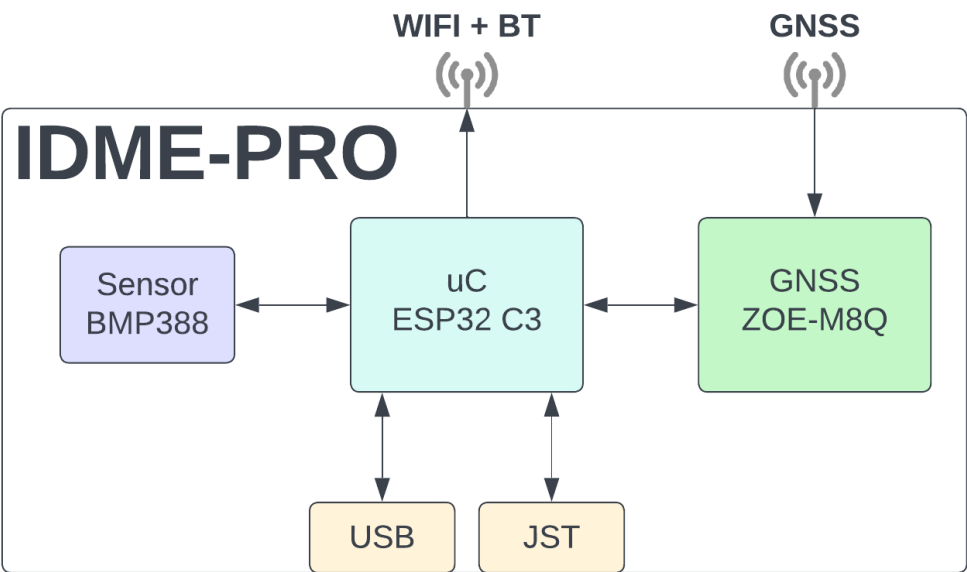 WIFI + BT
GNSS
IDME-PRO
Sensor
BMP388
uC
ESP32 C3
GNSS
ZOE-M8Q
USB
JST